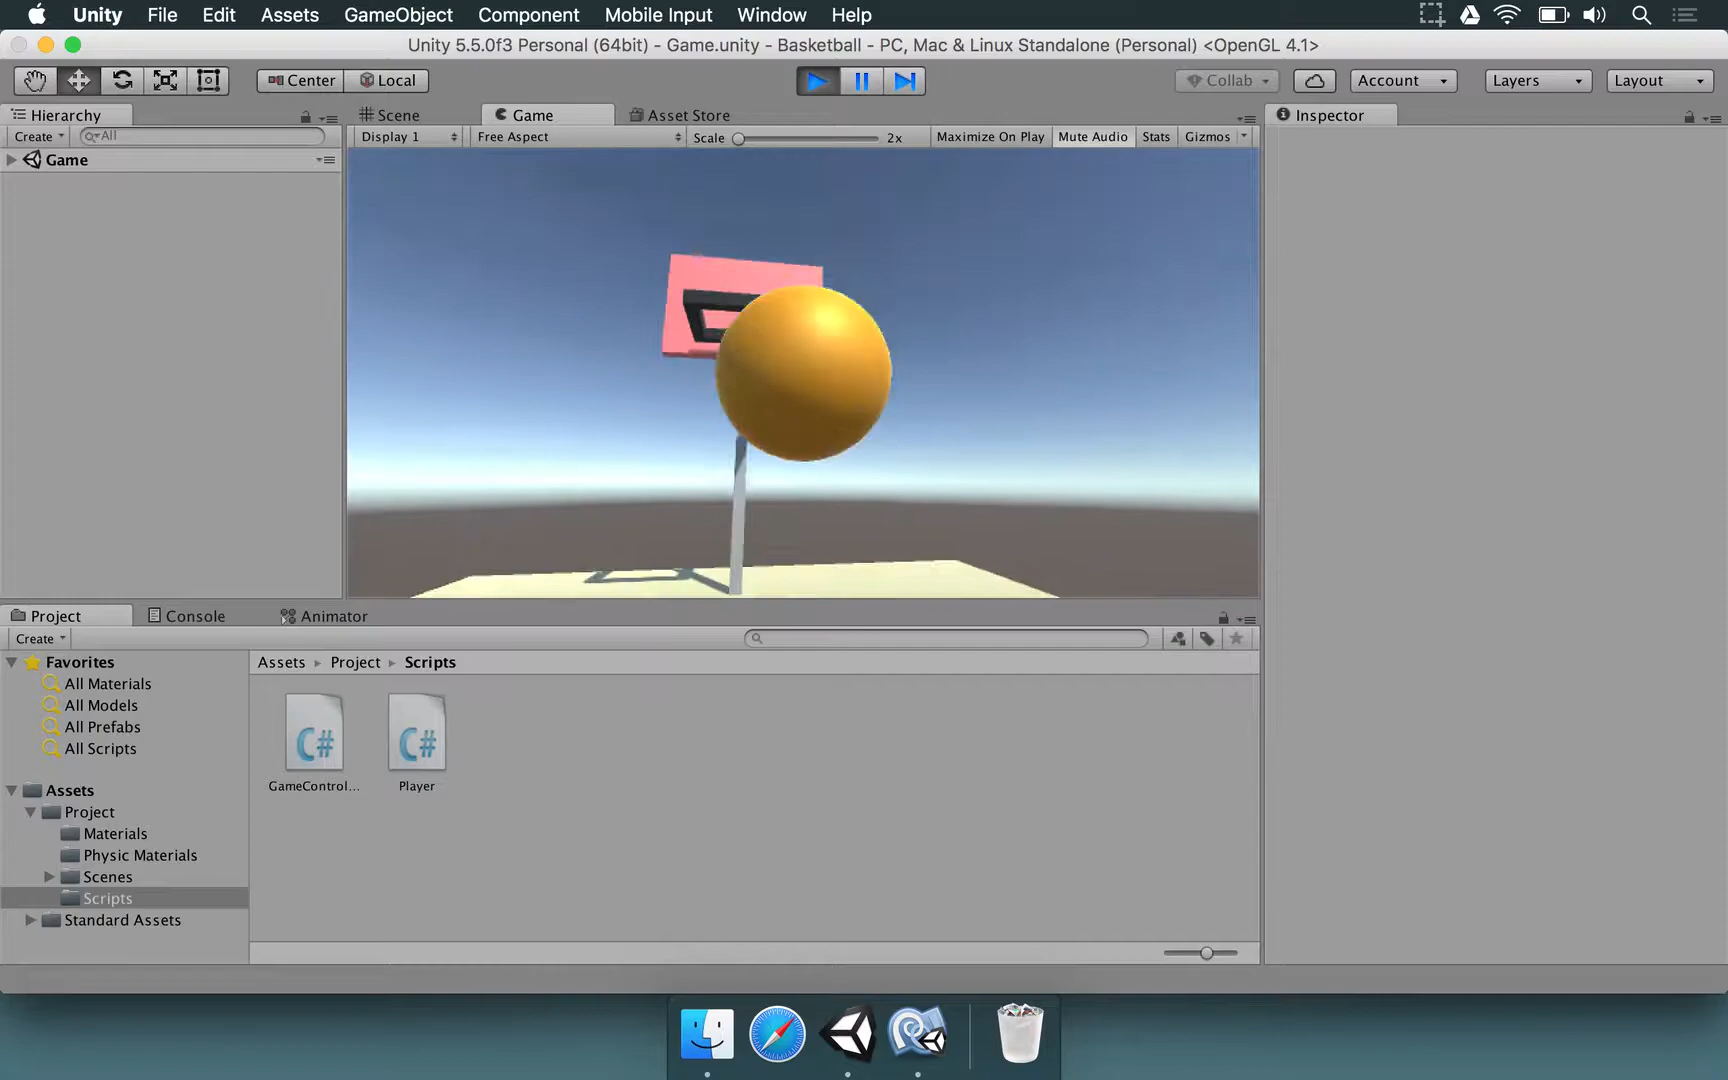 Unity File Edit Assets GameObject Component Mobile Input Window Help
Unity 5.5.0f3 Personal (64bit) - Game.unity - Basketball - PC, Mac & Linux Standalone (Personal) <OpenGL 4.1>
Center Local Collab Account Layers Layout
Hierarchy Scene Game Asset Store Inspector
Create All Display 1 Free Aspect Scale 2x Maximize On Play Mute Audio Stats Gizmos
Game
Project Console Animator
Create
Favorites Assets Project Scripts
All Materials
All Models
All Prefabs
All Scripts
C# C#
GameControl... Player
Assets
Project
Materials
Physic Materials
Scenes
Scripts
Standard Assets